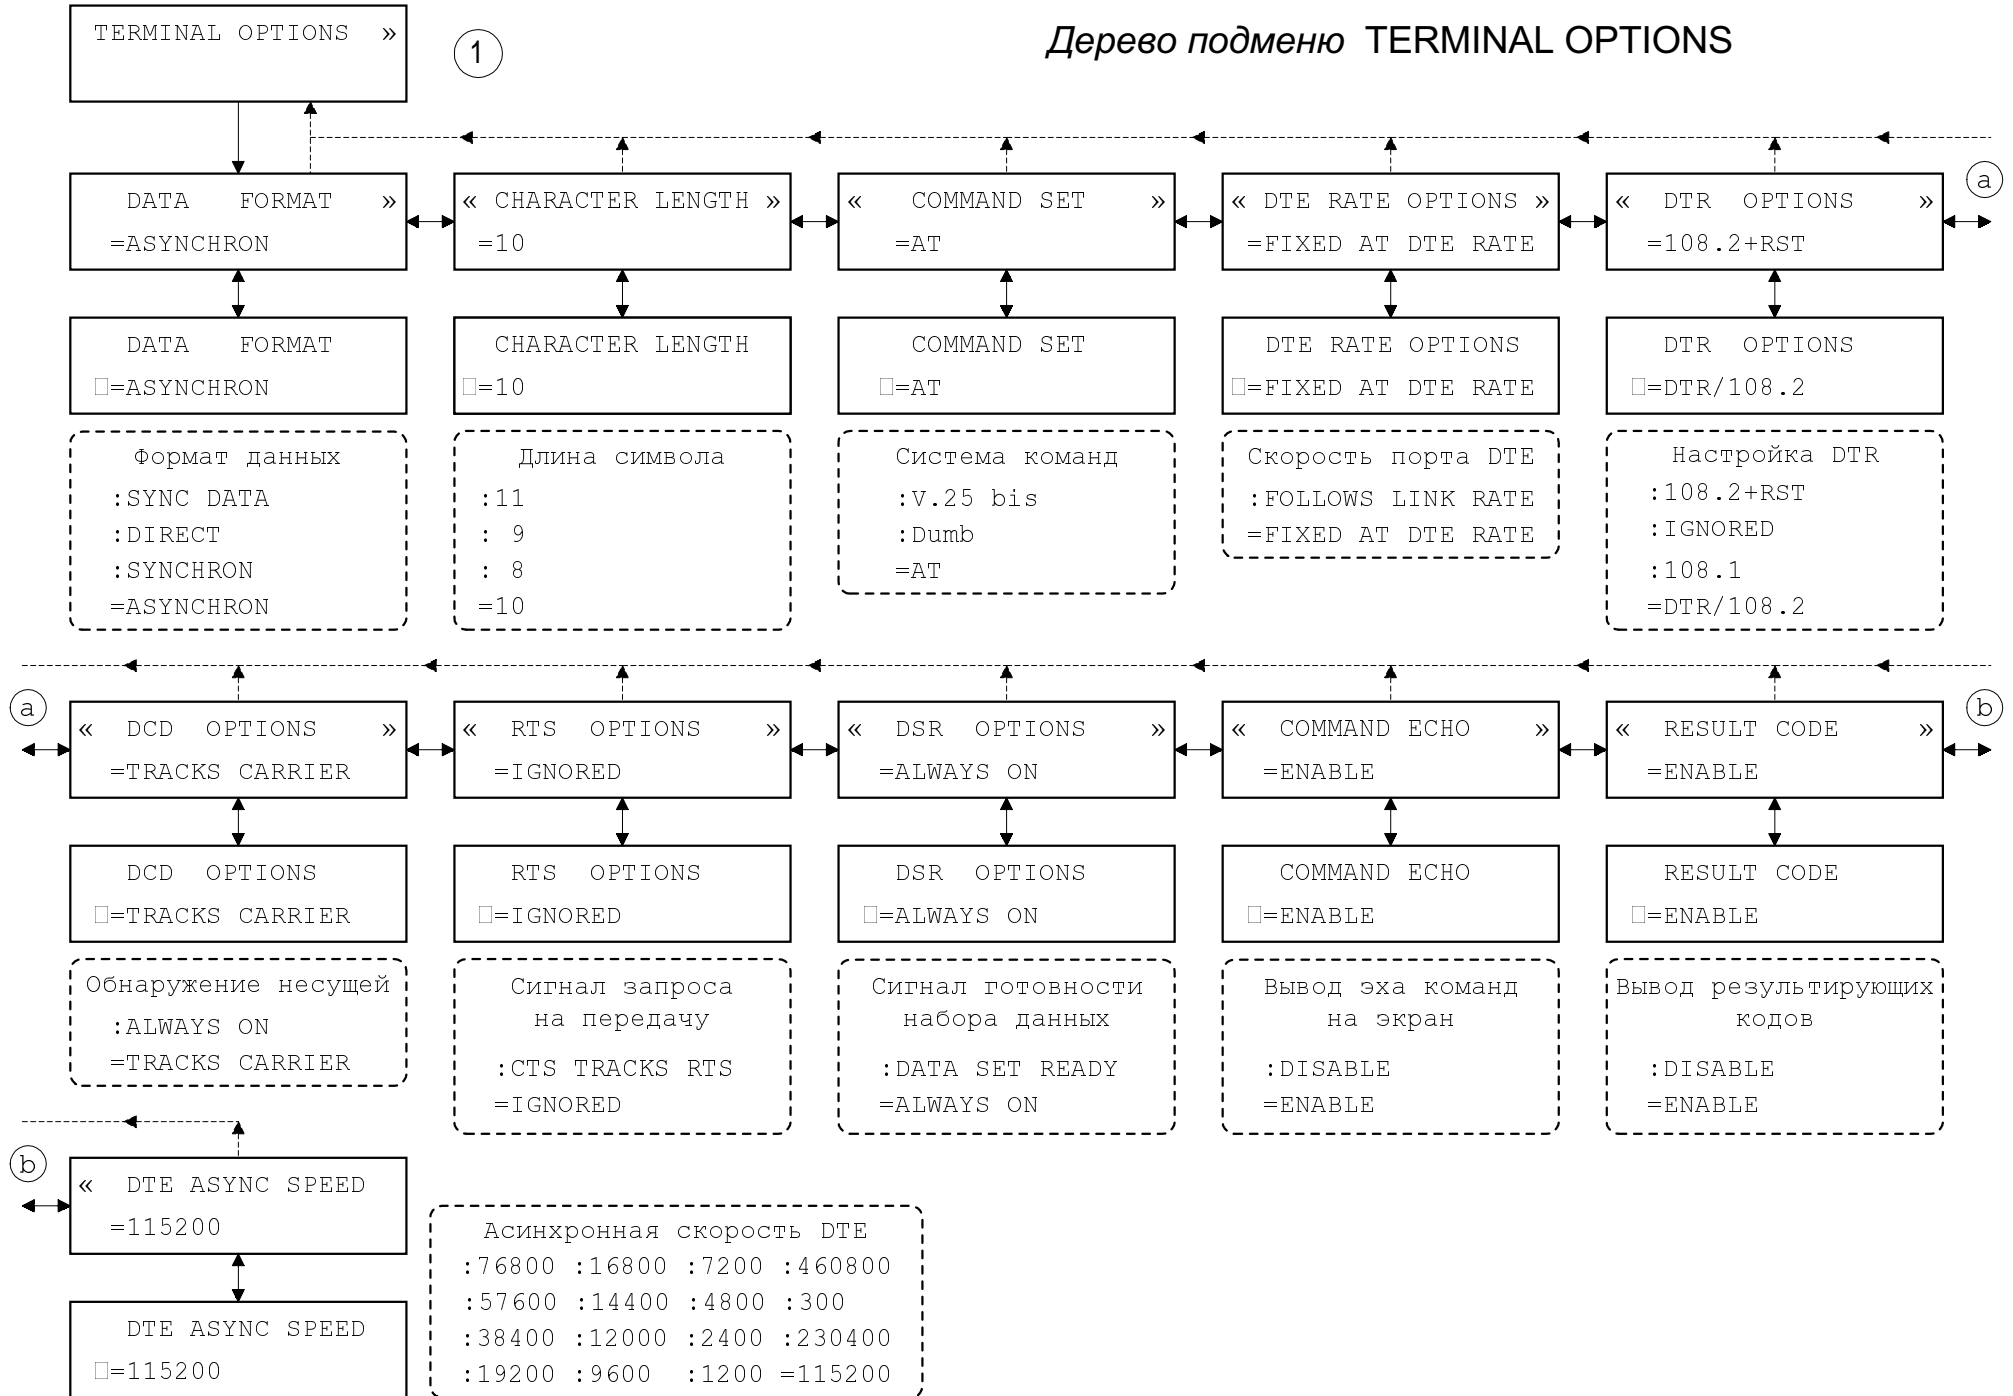 TERMINAL OPTIONS »
1
Дерево подменю TERMINAL OPTIONS
DATA FORMAT »
=ASYNCHRON
« CHARACTER LENGTH »
=10
« COMMAND SET »
=AT
« DTE RATE OPTIONS »
=FIXED AT DTE RATE
« DTR OPTIONS »
=108.2+RST
a
DATA FORMAT
□=ASYNCHRON
CHARACTER LENGTH
□=10
COMMAND SET
□=AT
DTE RATE OPTIONS
□=FIXED AT DTE RATE
DTR OPTIONS
□=DTR/108.2
Формат данных
:SYNC DATA
:DIRECT
:SYNCHRON
=ASYNCHRON
Длина символа
:11
: 9
: 8
=10
Система команд
:V.25 bis
:Dumb
=AT
Скорость порта DTE
:FOLLOWS LINK RATE
=FIXED AT DTE RATE
Настройка DTR
:108.2+RST
:IGNORED
:108.1
=DTR/108.2
a
« DCD OPTIONS »
=TRACKS CARRIER
« RTS OPTIONS »
=IGNORED
« DSR OPTIONS »
=ALWAYS ON
« COMMAND ECHO »
=ENABLE
« RESULT CODE »
=ENABLE
b
DCD OPTIONS
□=TRACKS CARRIER
RTS OPTIONS
□=IGNORED
DSR OPTIONS
□=ALWAYS ON
COMMAND ECHO
□=ENABLE
RESULT CODE
□=ENABLE
Обнаружение несущей
:ALWAYS ON
=TRACKS CARRIER
Сигнал запроса
на передачу
:CTS TRACKS RTS
=IGNORED
Сигнал готовности
набора данных
:DATA SET READY
=ALWAYS ON
Вывод эха команд
на экран
:DISABLE
=ENABLE
Вывод результирующих
кодов
:DISABLE
=ENABLE
b
« DTE ASYNC SPEED
=115200
DTE ASYNC SPEED
□=115200
Асинхронная скорость DTE
:76800 :16800 :7200 :460800
:57600 :14400 :4800 :300
:38400 :12000 :2400 :230400
:19200 :9600 :1200 =115200